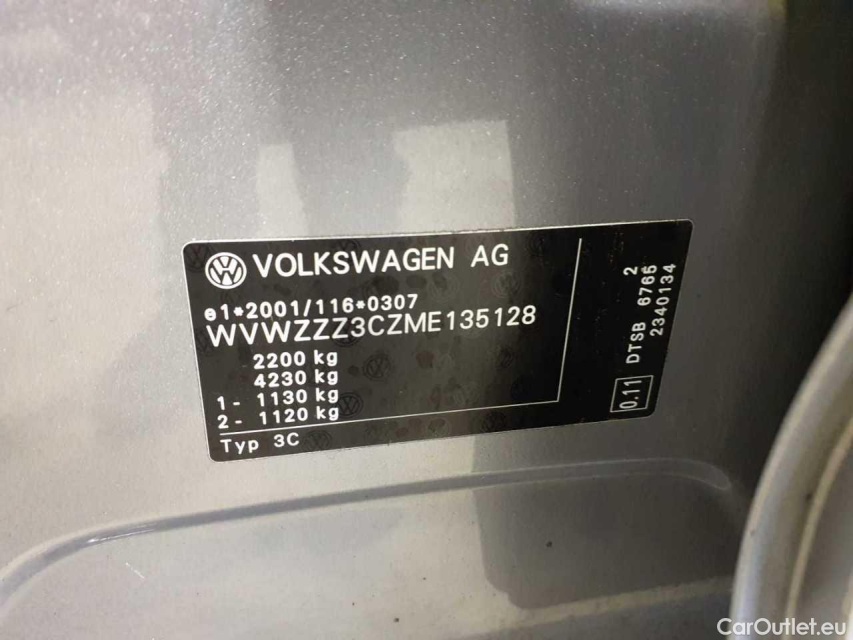 VOLKSWAGEN AG
e1*2001/116*0307
WVWZZZ3CZME135128
2200 kg
4230 kg
1- 1130 kg
2- 1120 kg
Typ 3C
2
DTSB 6766
2340134
0.11
CarOutlet.eu